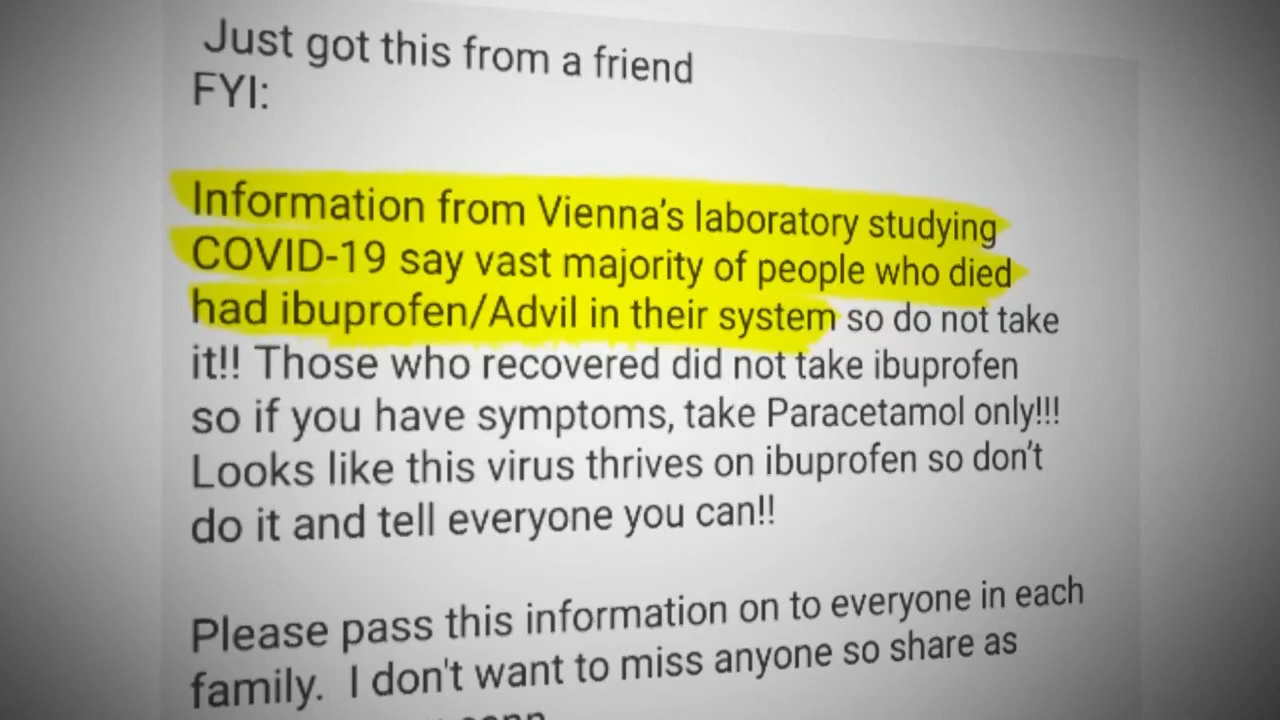 Just got this from a friend
FYI:
Information from Vienna's laboratory studying
COVID-19 say vast majority of people who died
had ibuprofen/Advil in their system so do not take
it!! Those who recovered did not take ibuprofen
so if you have symptoms, take Paracetamol only!!!
Looks like this virus thrives on ibuprofen so don't
do it and tell everyone you can!!
Please pass this information on to everyone in each
family. I don't want to miss anyone so share as